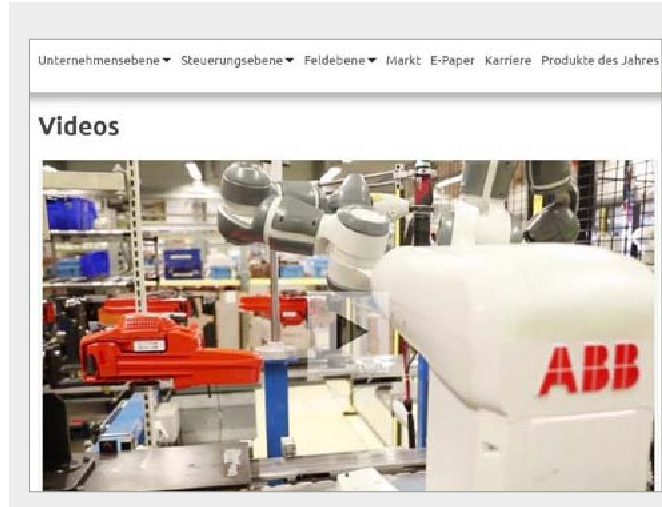 Unternehmensebene Steuerungsebene Feldebene Markt E-Paper Karriere Produkte des Jahres
Videos
ABB